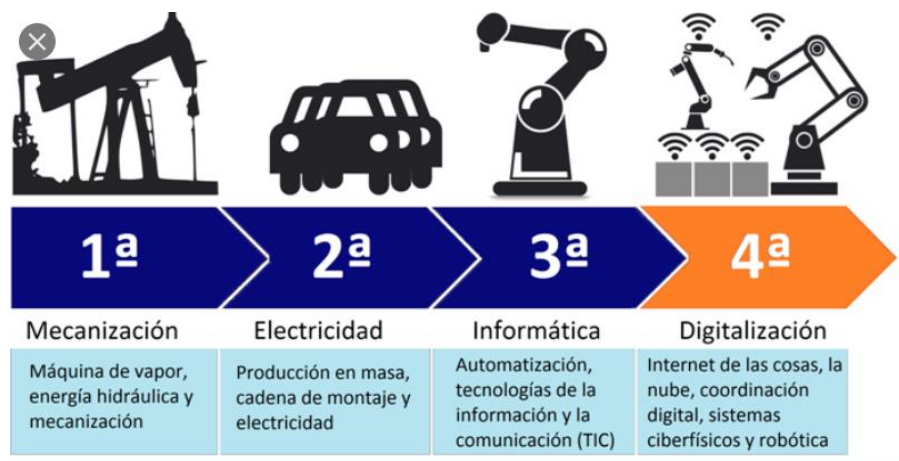 1ª
2ª
3ª
4ª
Mecanización
Electricidad
Informática
Digitalización
Máquina de vapor,
energía hidráulica y
mecanización
Producción en masa,
cadena de montaje y
electricidad
Automatización,
tecnologías de la
información y la
comunicación (TIC)
Internet de las cosas, la
nube, coordinación
digital, sistemas
ciberfísicos y robótica